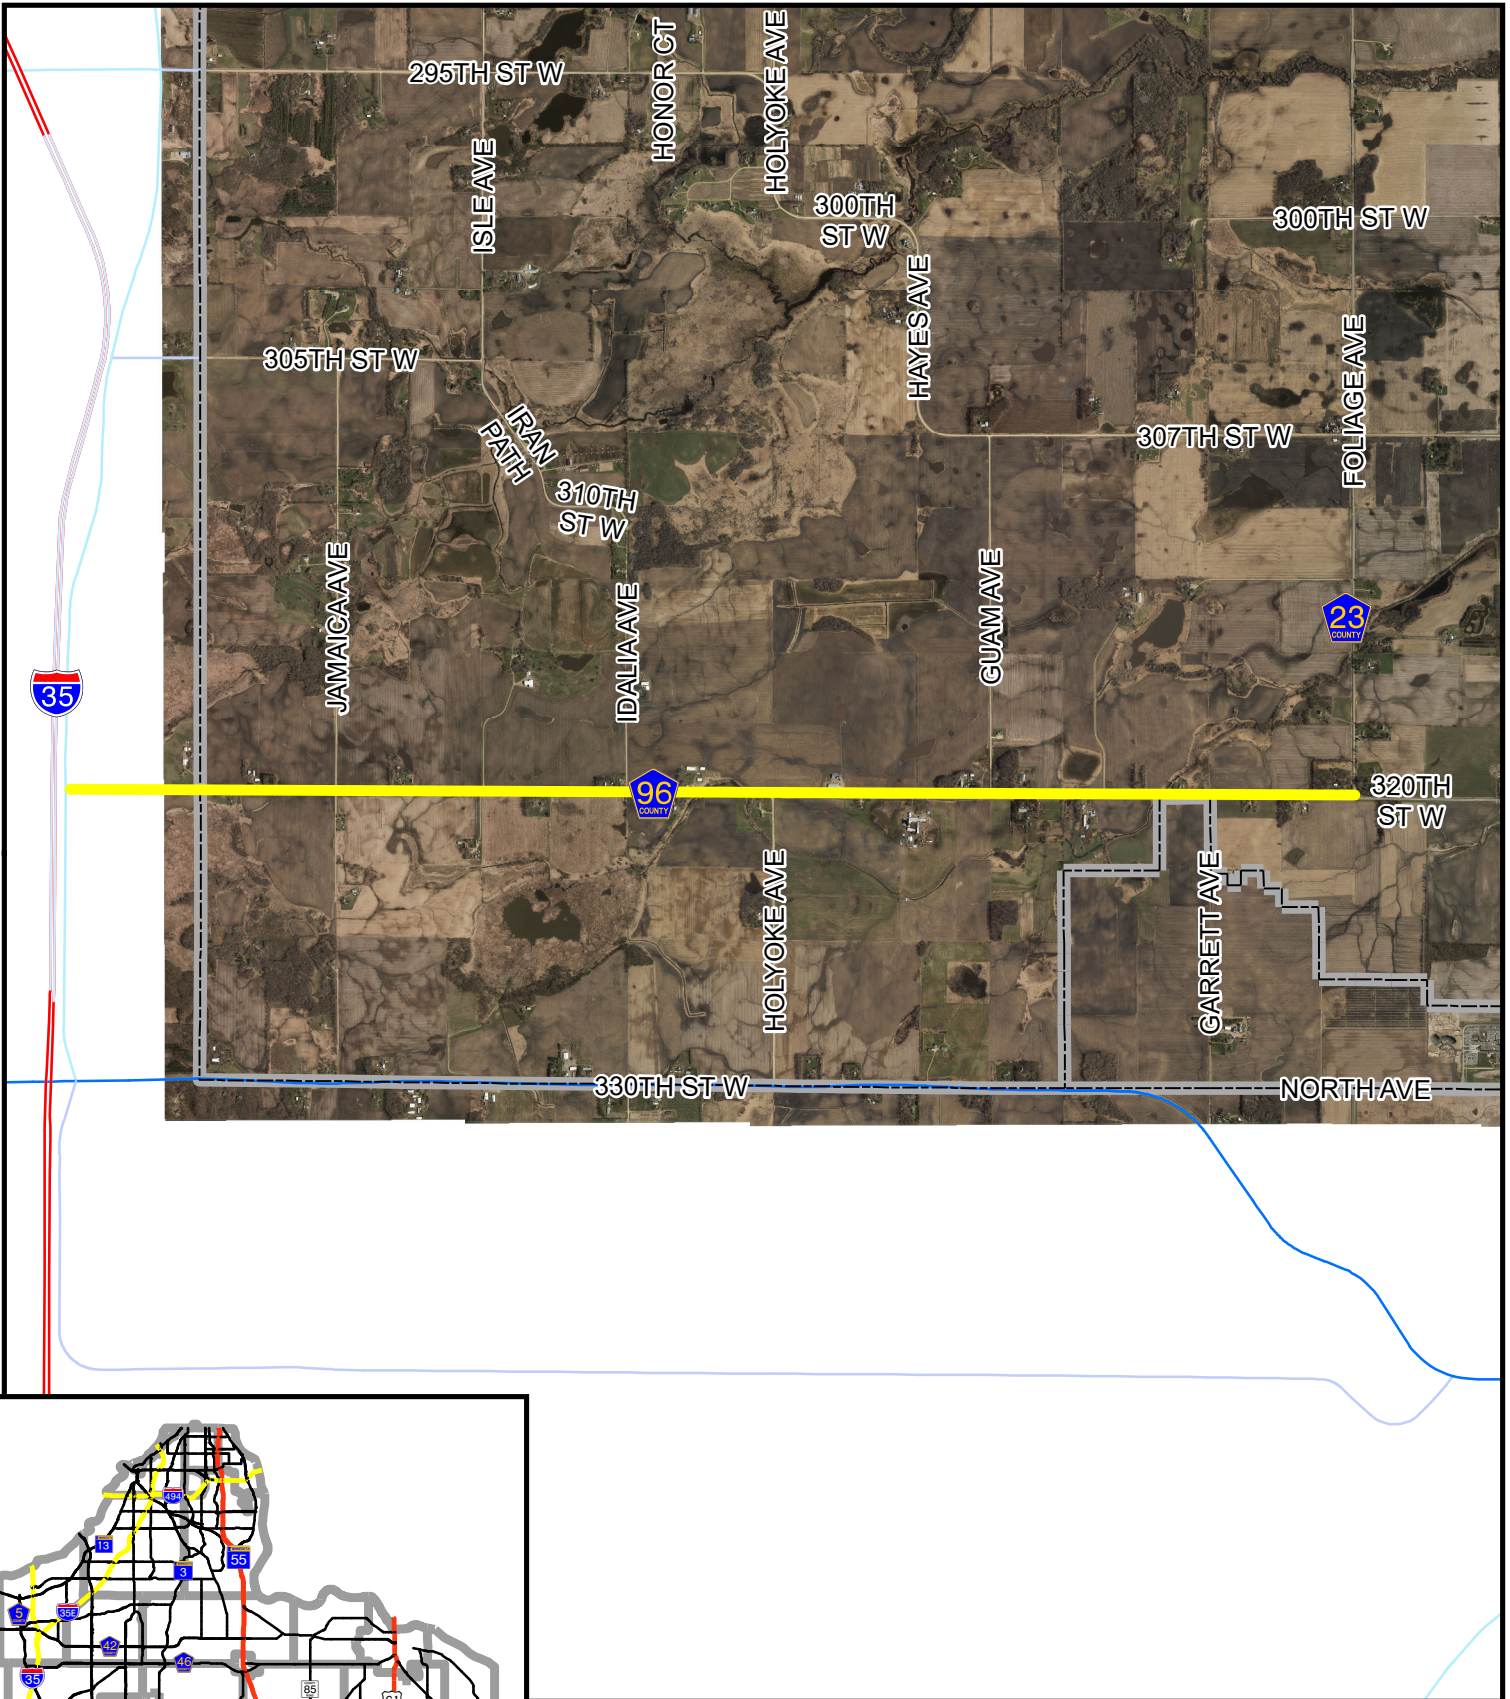 295TH ST W
HONOR CT
HOLYOKE AVE
ISLE AVE
300TH
ST W
300TH ST W
HAYES AVE
305TH ST W
FOLIAGE AVE
IRAN
PATH
307TH ST W
310TH
ST W
JAMAICA AVE
IDALIA AVE
GUAM AVE
23
COUNTY
35
96
COUNTY
320TH
ST W
HOLYOKE AVE
GARRETT AVE
330TH ST W
NORTH AVE
494
13
55
3
5
35E
42
46
35
85